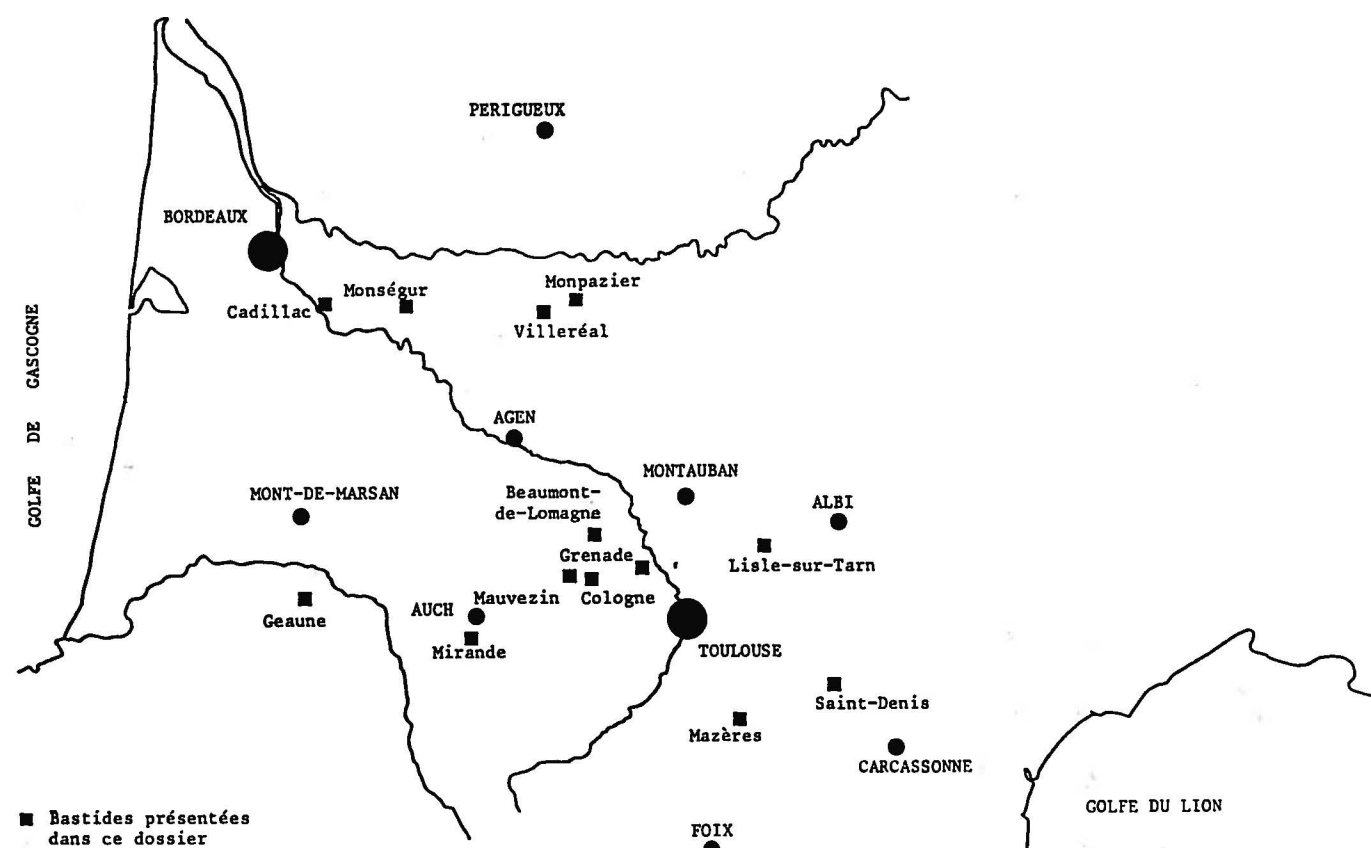 PERIGUEUX
BORDEAUX
Monpazier
Monségur
Cadillac
Villeréal
GOLFE DE GASCOGNE
AGEN
MONTAUBAN
MONT-DE-MARSAN
Beaumont-
de-Lomagne
ALBI
Grenade
Lisle-sur-Tarn
Mauvezin
Cologne
AUCH
Geaune
Mirande
TOULOUSE
Saint-Denis
Mazères
CARCASSONNE
GOLFE DU LION
Bastides présentées
dans ce dossier
FOIX